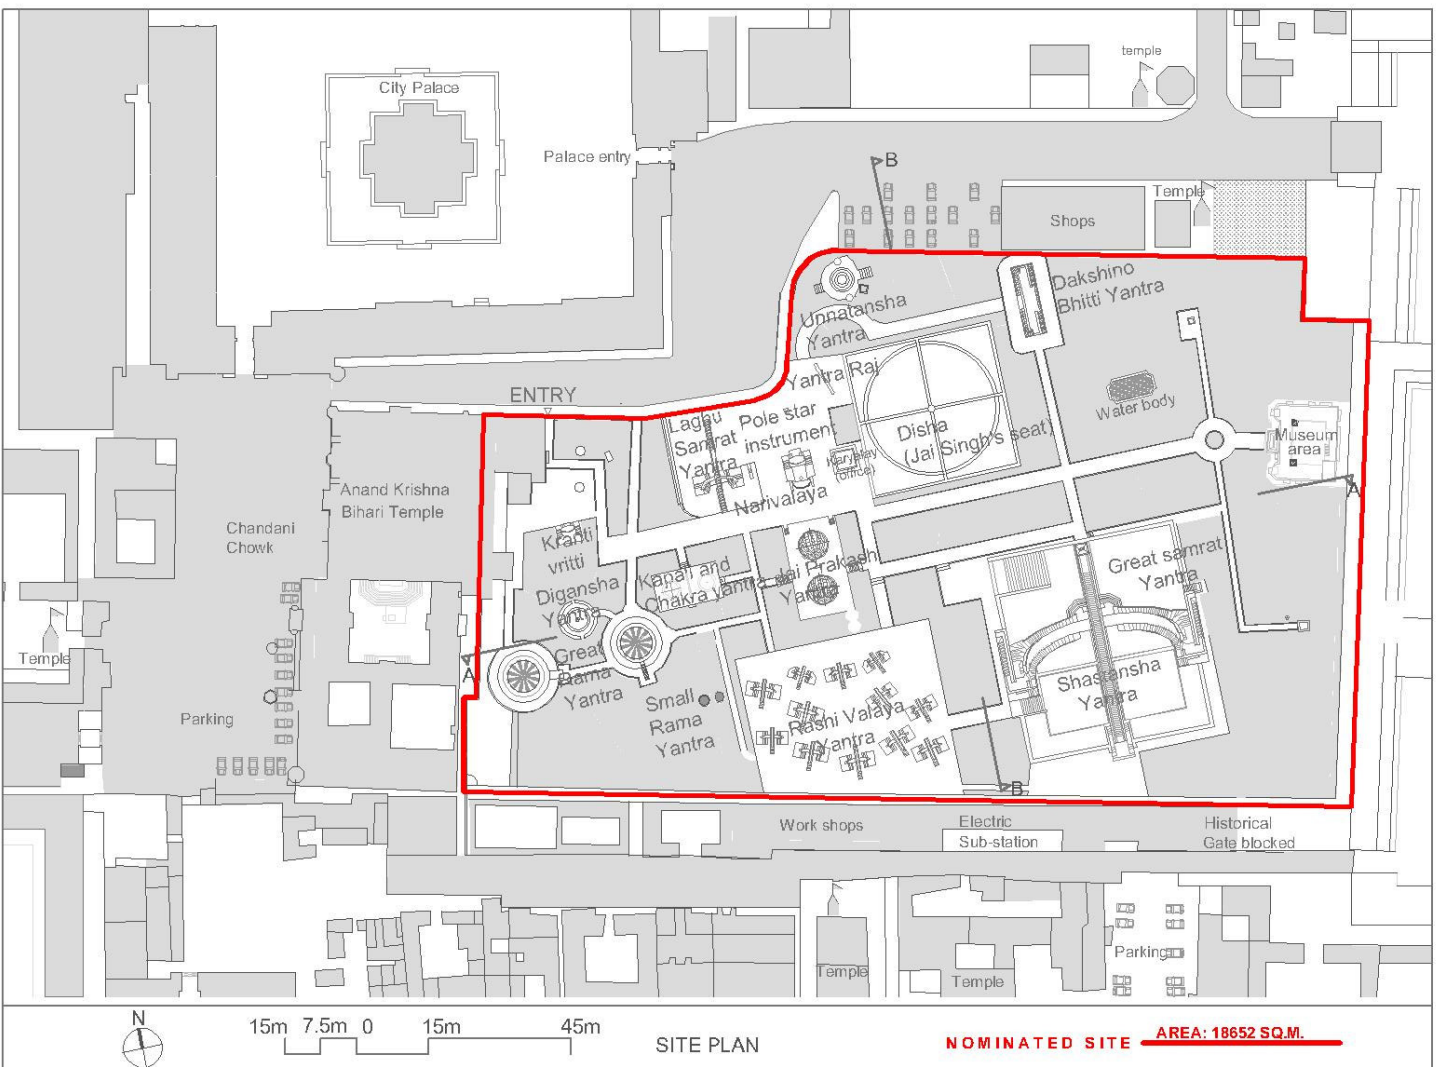 City Palace
temple
Palace entry
B
Temple
Shops
Dakshino
Bhitti Yantra
Unnatansha
Yantra
Yantra Raj
ENTRY
Laghu
Samrat
Yantra
Pole star
instrument
Disha
(Jai Singh's seat)
Water body
Museum
area
Karyalay
(office)
Narivalaya
A
Anand Krishna
Bihari Temple
Chandani
Chowk
Kranti
vritti
Digansha
Yantra
Kapali and
Chakra yantra
Jai Prakash
Yantra
Great samrat
Yantra
Temple
A
Great
Rama
Yantra
Shastansha
Yantra
Small
Rama
Yantra
Rashi Valaya
Yantra
Parking
B
Work shops
Electric
Sub-station
Historical
Gate blocked
Parking
Temple
Temple
N
15m 7.5m 0 15m 45m
SITE PLAN
NOMINATED SITE AREA: 18652 SQ.M.